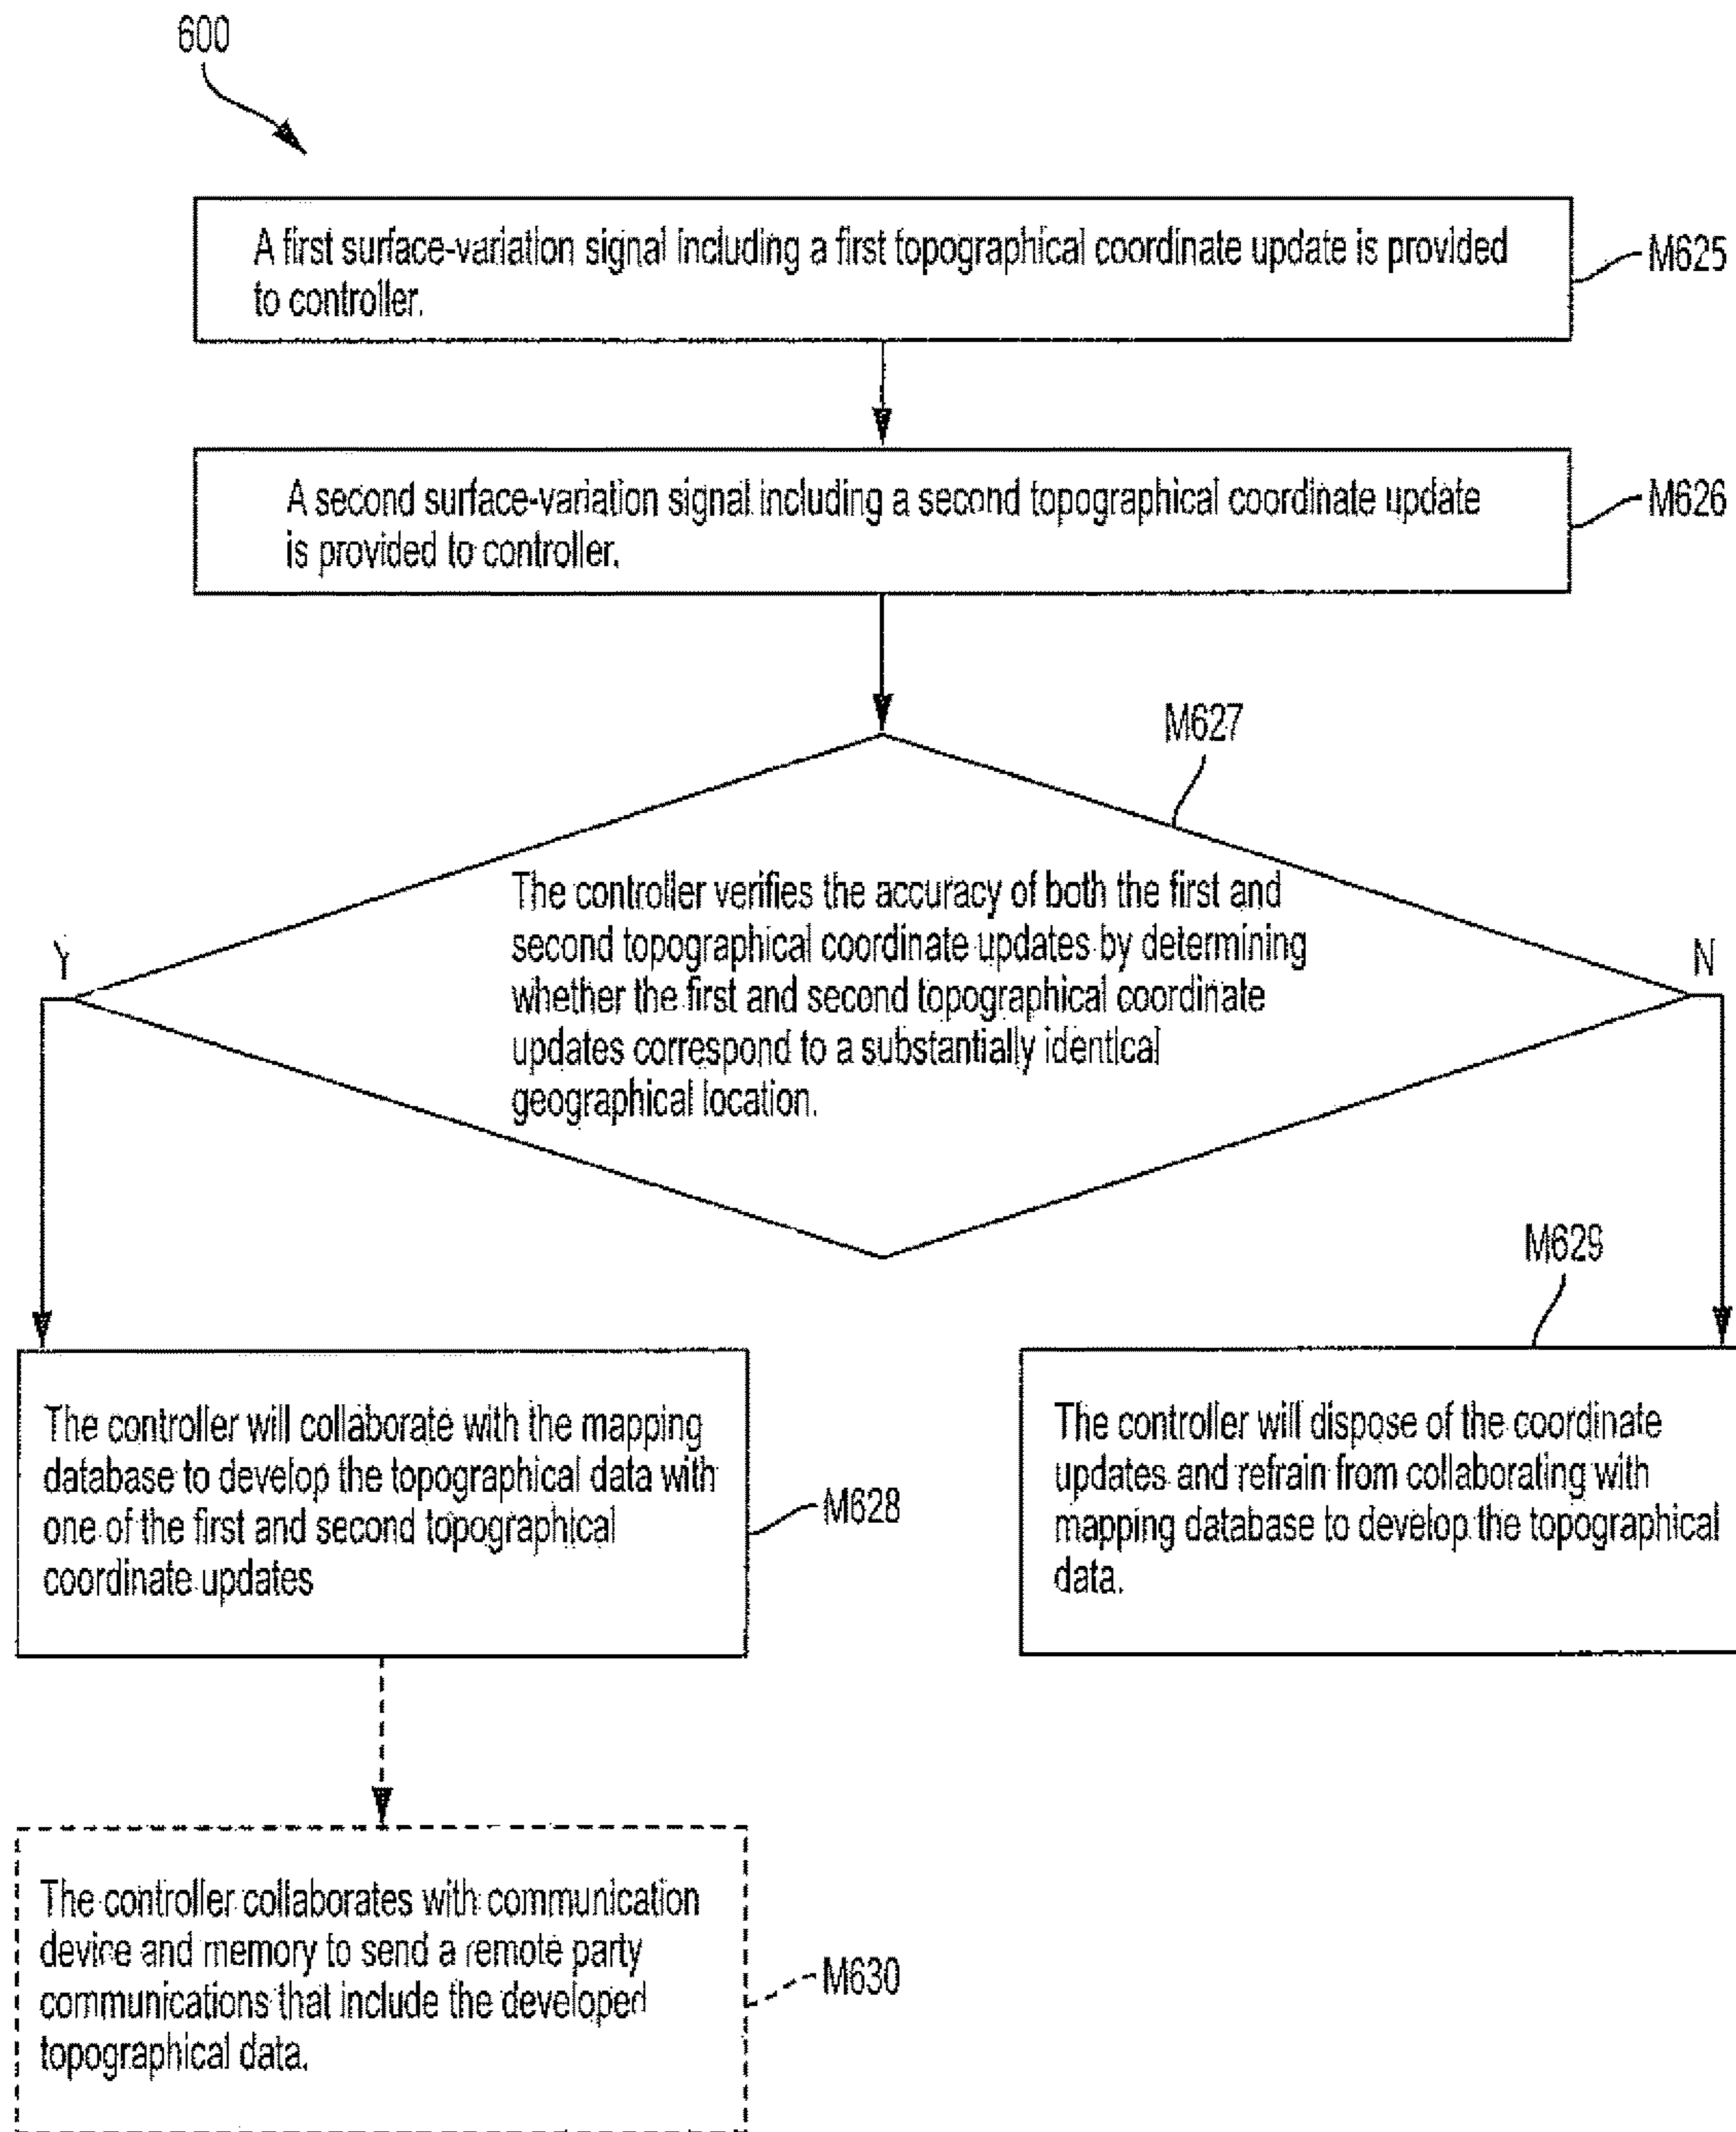 600
A first surface-variation signal including a first topographical coordinate update is provided
to controller.
M625
A second surface-variation signal including a second topographical coordinate update
is provided to controller.
M626
M627
The controller verifies the accuracy of both the first and
second topographical coordinate updates by determining
whether the first and second topographical coordinate
updates correspond to a substantially identical
geographical location.
Y
N
M629
The controller will collaborate with the mapping
database to develop the topographical data with
one of the first and second topographical
coordinate updates
M628
The controller will dispose of the coordinate
updates and refrain from collaborating with
mapping database to develop the topographical
data.
The controller collaborates with communication
device and memory to send a remote party
communications that include the developed
topographical data.
M630